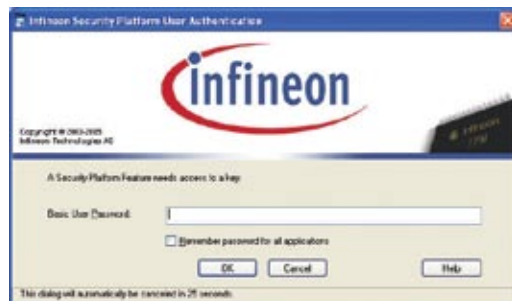 Infineon Security Platform User Authentication
infineon
Copyright © 2003-2005
Infineon Technologies AG
infineon
TPM
A Security Platform Feature needs access to a key.
Basic User Password:
Remember password for all applications
OK Cancel Help
This dialog will automatically be canceled in 25 seconds.